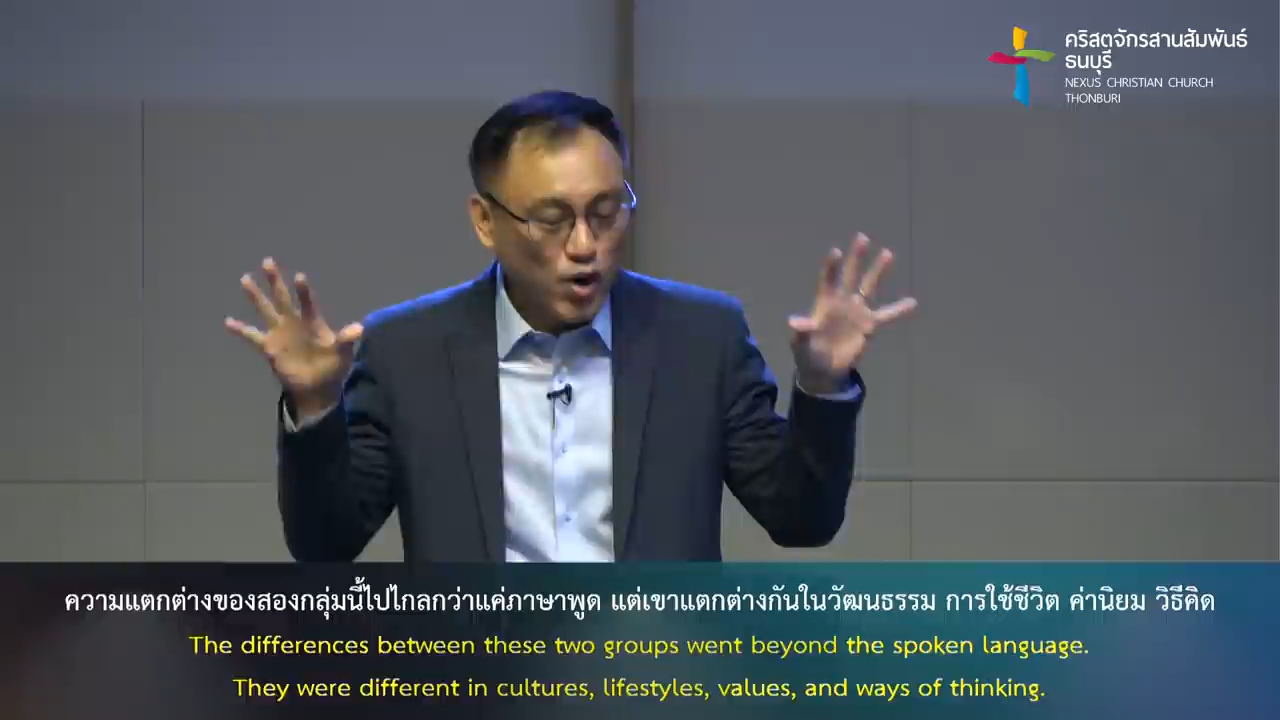 คริสตจักรสานสัมพันธ์
ธนบุรี
NEXUS CHRISTIAN CHURCH
THONBURI
ความแตกต่างของสองกลุ่มนี้ไปไกลกว่าแค่ภาษาพูด แต่เขาแตกต่างกันในวัฒนธรรม การใช้ชีวิต ค่านิยม วิธีคิด
The differences between these two groups went beyond the spoken language.
They were different in cultures, lifestyles, values, and ways of thinking.